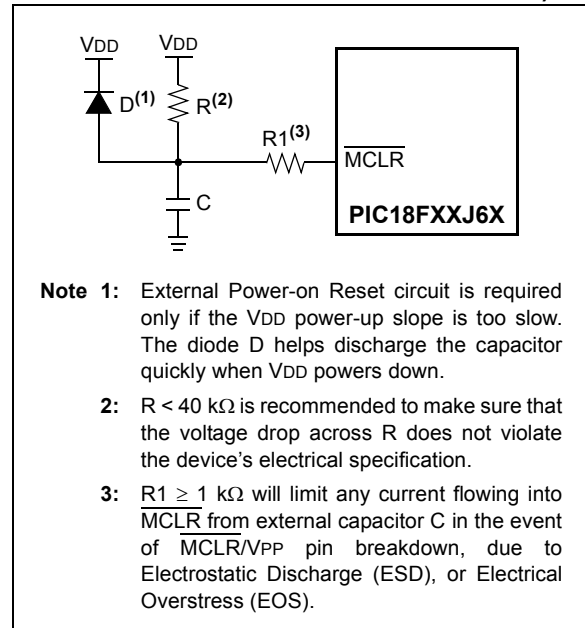 VDD VDD
D(1)
R(2)
R1(3)
MCLR
C
PIC18FXXJ6X
Note 1: External Power-on Reset circuit is required
only if the VDD power-up slope is too slow.
The diode D helps discharge the capacitor
quickly when VDD powers down.
2: R < 40 kΩ is recommended to make sure that
the voltage drop across R does not violate
the device's electrical specification.
3: R1 ≥ 1 kΩ will limit any current flowing into
MCLR from external capacitor C in the event
of MCLR/VPP pin breakdown, due to
Electrostatic Discharge (ESD), or Electrical
Overstress (EOS).